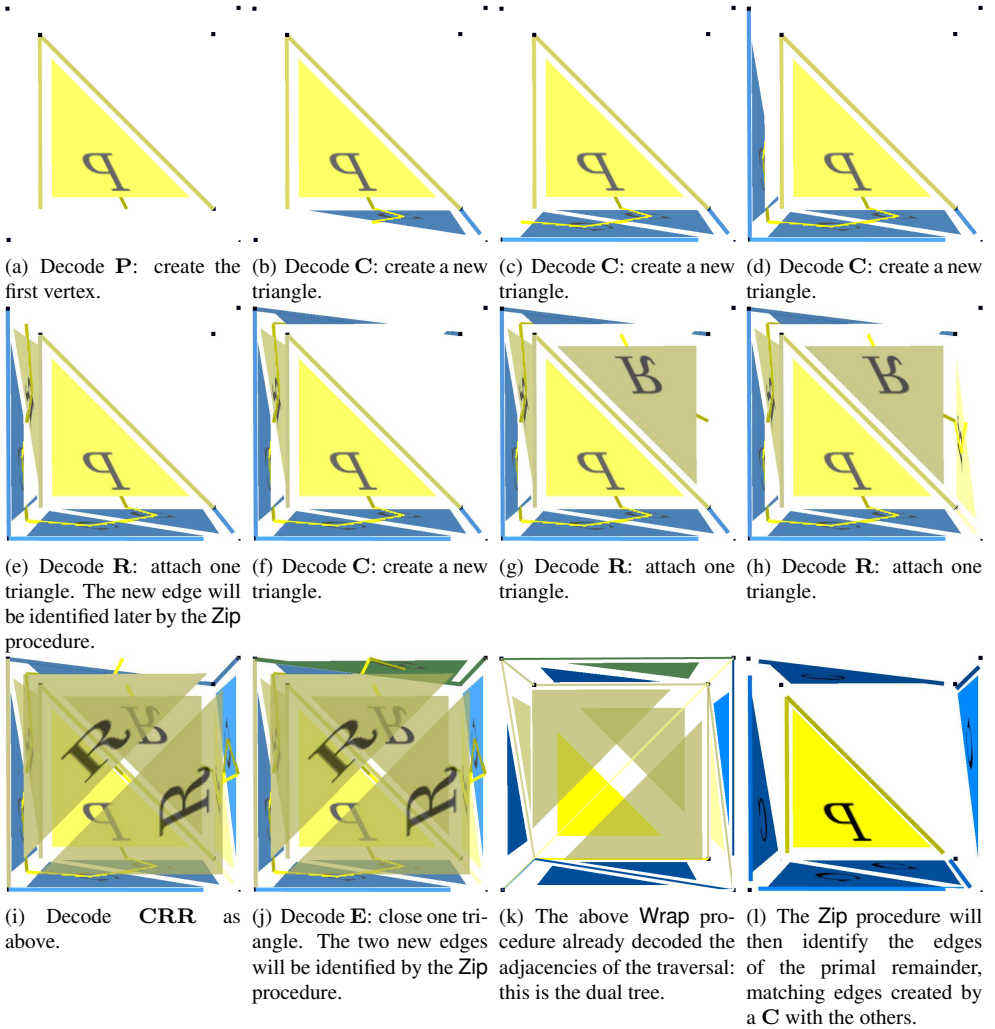 (a) Decode P: create the
first vertex.
(b) Decode C: create a new
triangle.
(c) Decode C: create a new
triangle.
(d) Decode C: create a new
triangle.
(e) Decode R: attach one
triangle. The new edge will
be identified later by the Zip
procedure.
(f) Decode C: create a new
triangle.
(g) Decode R: attach one
triangle.
(h) Decode R: attach one
triangle.
(i) Decode CRR as
above.
(j) Decode E: close one tri-
angle. The two new edges
will be identified by the Zip
procedure.
(k) The above Wrap pro-
cedure already decoded the
adjacencies of the traversal:
this is the dual tree.
(l) The Zip procedure will
then identify the edges
of the primal remainder,
matching edges created by
a C with the others.